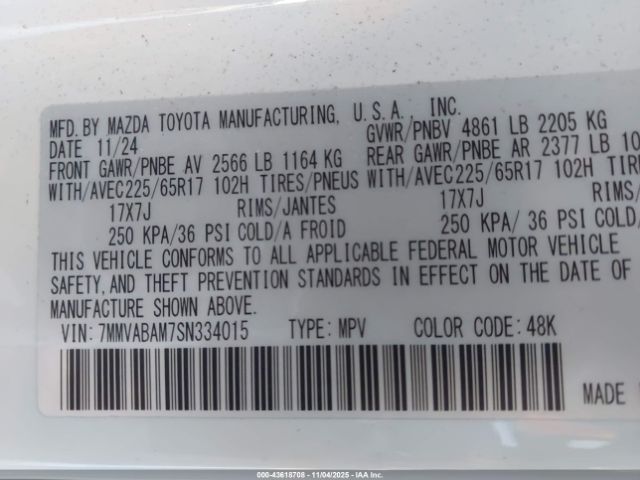 MFD. BY MAZDA TOYOTA MANUFACTURING, U.S.A. INC.
DATE 11/24 GVWR/PNBV 4861 LB 2205 KG
FRONT GAWR/PNBE AV 2566 LB 1164 KG REAR GAWR/PNBE AR 2377 LB 10
WITH/AVEC225/65R17 102H TIRES/PNEUS WITH/AVEC225/65R17 102H TIRES/
17X7J RIMS/JANTES 17X7J RIMS/
250 KPA/36 PSI COLD/A FROID 250 KPA/ 36 PSI COLD/
THIS VEHICLE CONFORMS TO ALL APPLICABLE FEDERAL MOTOR VEHICLE
SAFETY, AND THEFT PREVENTION STANDARDS IN EFFECT ON THE DATE OF
MANUFACTURE SHOWN ABOVE.
VIN: 7MMVABAM7SN334015 TYPE: MPV COLOR CODE: 48K
MADE
000-43618708 - 11/04/2025 - IAA Inc.